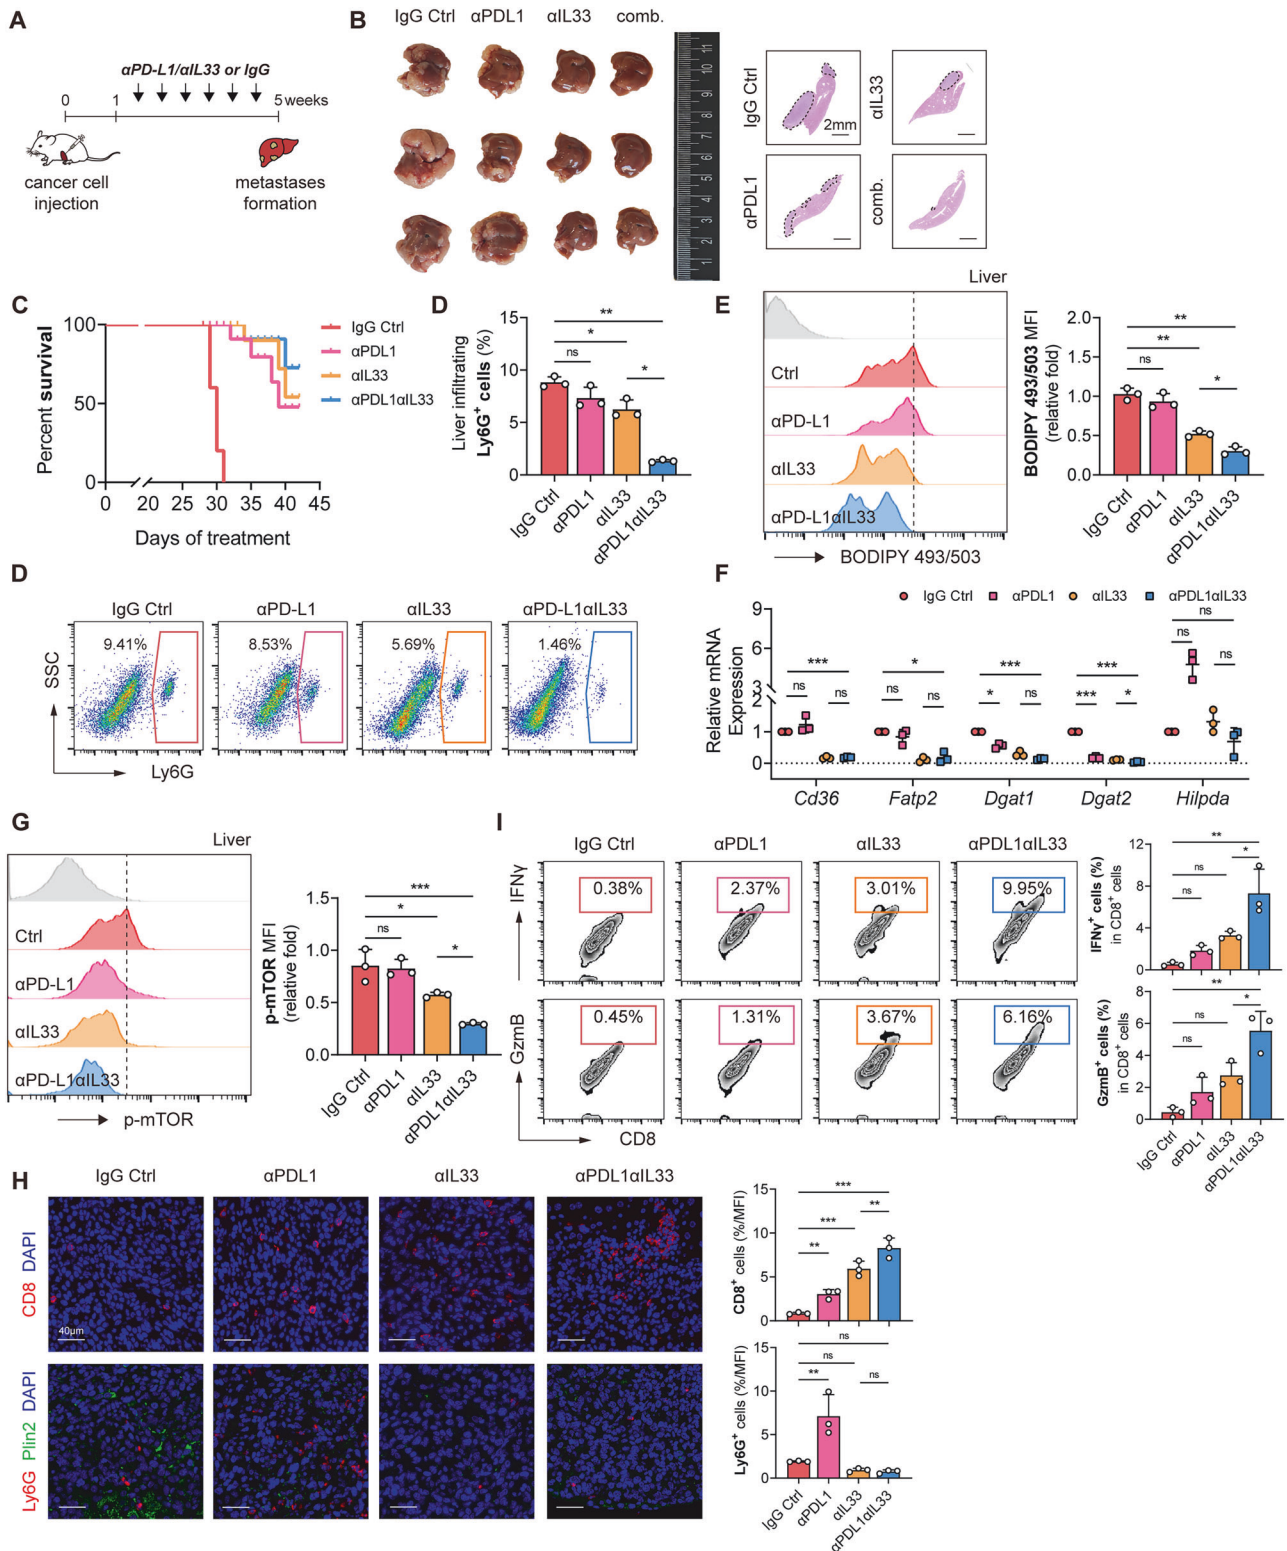 A
αPD-L1/αIL33 or IgG
0 1 5 weeks
cancer cell
injection
metastases
formation
B
IgG Ctrl αPDL1 αIL33 comb.
11
10
9
8
7
6
5
4
3
2
1
IgG Ctrl
2mm
αIL33
αPDL1
comb.
C
Percent survival
100
50
0
0 20 25 30 35 40 45
Days of treatment
IgG Ctrl
αPDL1
αIL33
αPDL1αIL33
D
Liver infiltrating
Ly6G⁺ cells (%)
15
10
5
0
**
*
ns
*
IgG Ctrl
αPDL1
αIL33
αPDL1αIL33
E
Liver
Ctrl
αPD-L1
αIL33
αPD-L1αIL33
BODIPY 493/503
BODIPY 493/503 MFI
(relative fold)
2.0
1.5
1.0
0.5
0.0
**
**
ns
*
IgG Ctrl
αPDL1
αIL33
αPDL1αIL33
D
IgG Ctrl αPD-L1 αIL33 αPD-L1αIL33
9.41% 8.53% 5.69% 1.46%
SSC
Ly6G
F
IgG Ctrl αPDL1 αIL33 αPDL1αIL33
Relative mRNA
Expression
9
6
3
2
1
0
*** ns ns
* ns ns
*** * ns
*** *** *
ns ns ns
Cd36 Fatp2 Dgat1 Dgat2 Hilpda
G
Liver
Ctrl
αPD-L1
αIL33
αPD-L1αIL33
p-mTOR
p-mTOR MFI
(relative fold)
1.5
1.0
0.5
0.0
***
*
ns
*
IgG Ctrl
αPDL1
αIL33
αPDL1αIL33
I
IgG Ctrl αPDL1 αIL33 αPDL1αIL33
IFNγ
0.38% 2.37% 3.01% 9.95%
GzmB
0.45% 1.31% 3.67% 6.16%
CD8
IFNγ⁺ cells (%)
in CD8⁺ cells
12
8
4
0
**
ns
*
ns
GzmB⁺ cells (%)
in CD8⁺ cells
8
6
4
2
0
**
ns
*
ns
IgG Ctrl
αPDL1
αIL33
αPDL1αIL33
H
IgG Ctrl αPDL1 αIL33 αPDL1αIL33
CD8 DAPI
40μm
Ly6G Plin2 DAPI
CD8⁺ cells (%/MFI)
15
10
5
0
***
***
**
**
Ly6G⁺ cells (%/MFI)
15
10
5
0
ns
ns
**
ns
IgG Ctrl
αPDL1
αIL33
αPDL1αIL33